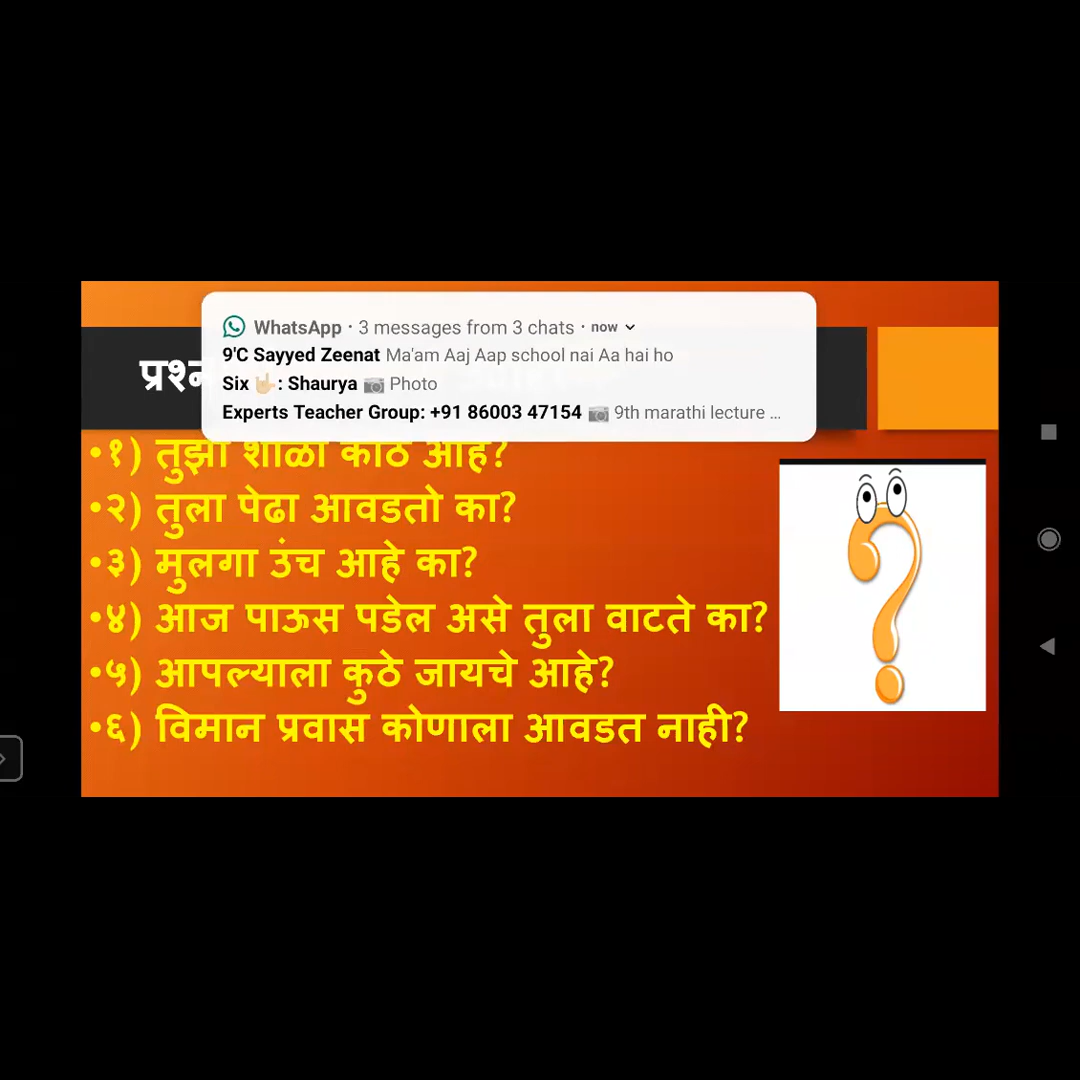 WhatsApp · 3 messages from 3 chats · now
9'C Sayyed Zeenat Ma'am Aaj Aap school nai Aa hai ho
Six 🤟🏼: Shaurya 📷 Photo
Experts Teacher Group: +91 86003 47154 📷 9th marathi lecture ...
•१) तुझी शाळा कोठे आहे?
•२) तुला पेढा आवडतो का?
•३) मुलगा उंच आहे का?
•४) आज पाऊस पडेल असे तुला वाटते का?
•५) आपल्याला कुठे जायचे आहे?
•६) विमान प्रवास कोणाला आवडत नाही?